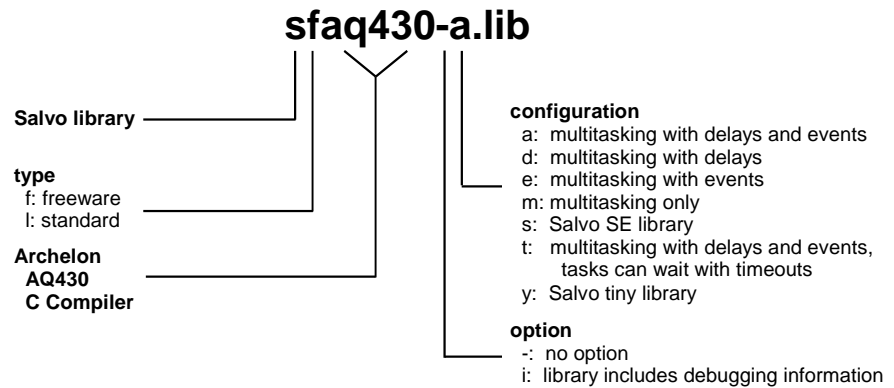 sfaq430-a.lib
Salvo library
type
f: freeware
l: standard
Archelon
AQ430
C Compiler
configuration
a: multitasking with delays and events
d: multitasking with delays
e: multitasking with events
m: multitasking only
s: Salvo SE library
t: multitasking with delays and events,
tasks can wait with timeouts
y: Salvo tiny library
option
-: no option
i: library includes debugging information